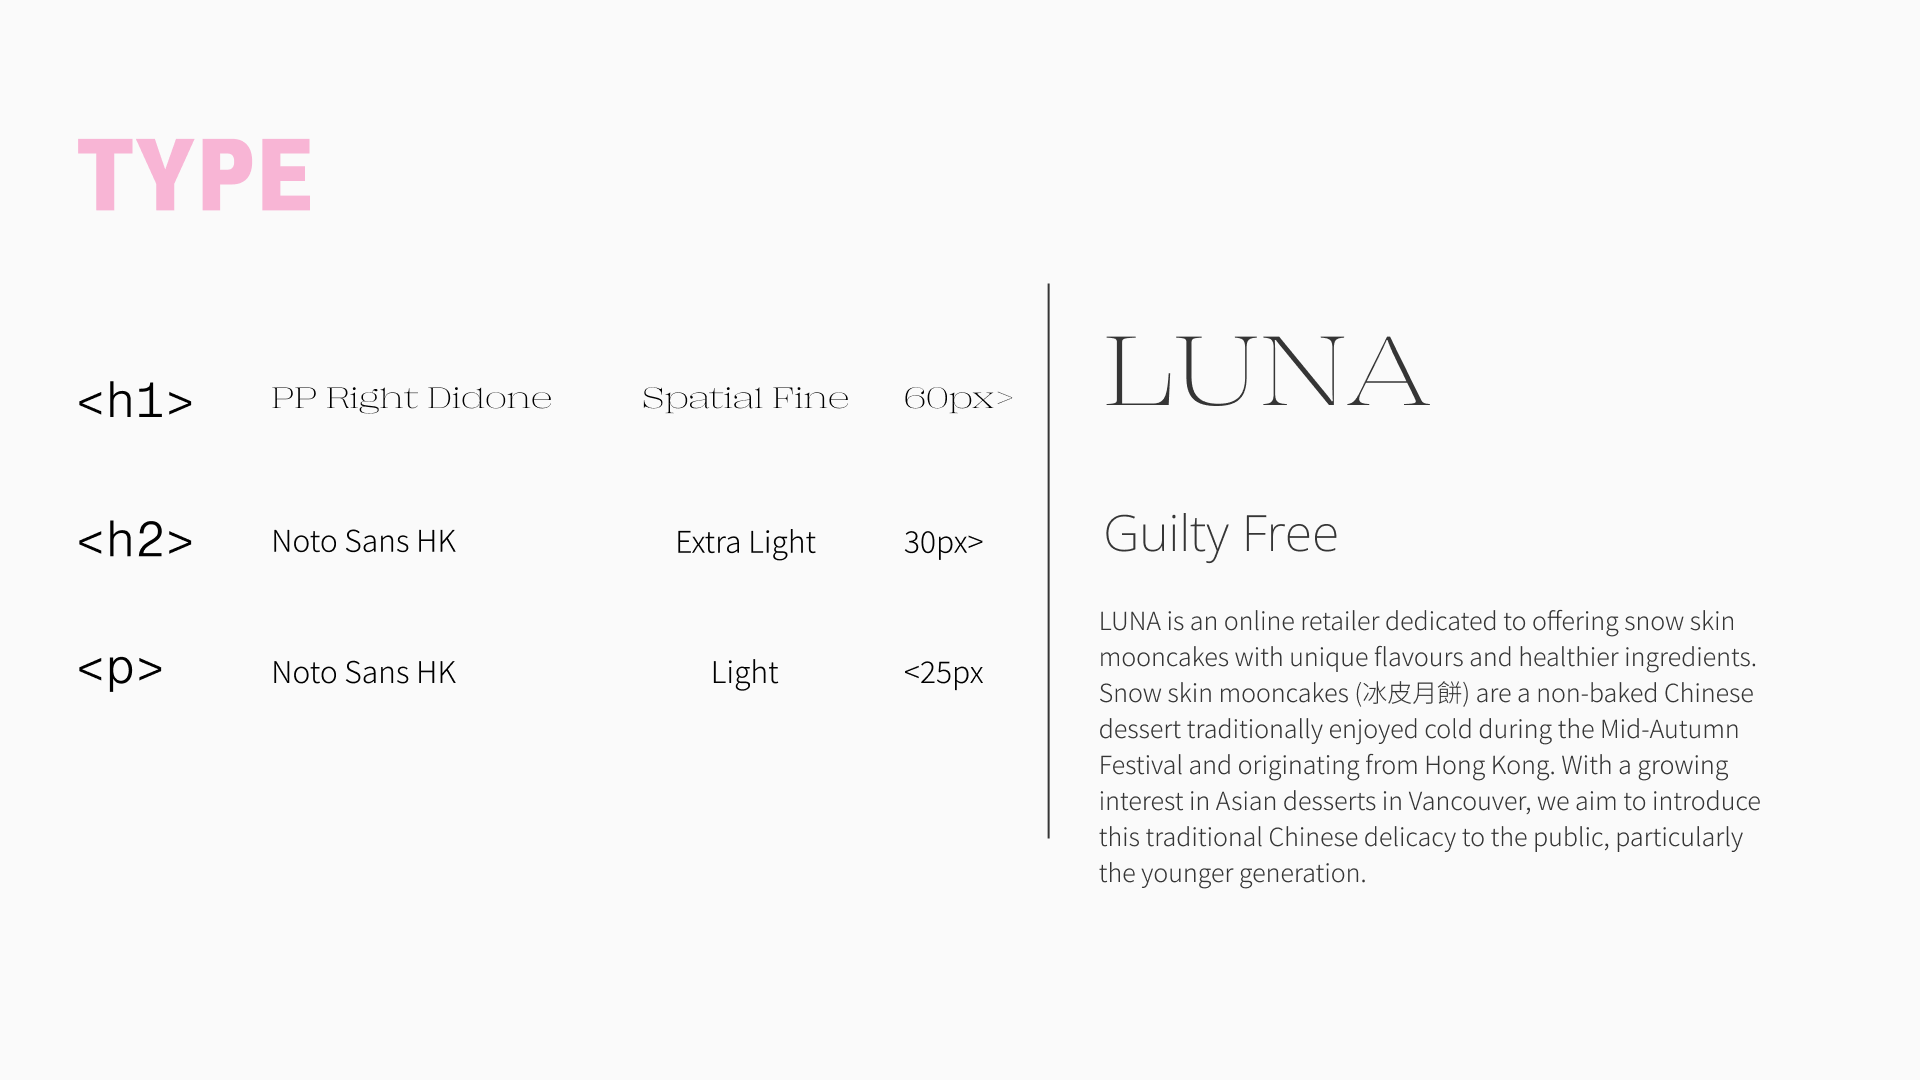 TYPE
<h1> PP Right Didone Spatial Fine 60px>
<h2> Noto Sans HK Extra Light 30px>
<p> Noto Sans HK Light <25px
LUNA
Guilty Free
LUNA is an online retailer dedicated to offering snow skin
mooncakes with unique flavours and healthier ingredients.
Snow skin mooncakes (冰皮月餅) are a non-baked Chinese
dessert traditionally enjoyed cold during the Mid-Autumn
Festival and originating from Hong Kong. With a growing
interest in Asian desserts in Vancouver, we aim to introduce
this traditional Chinese delicacy to the public, particularly
the younger generation.